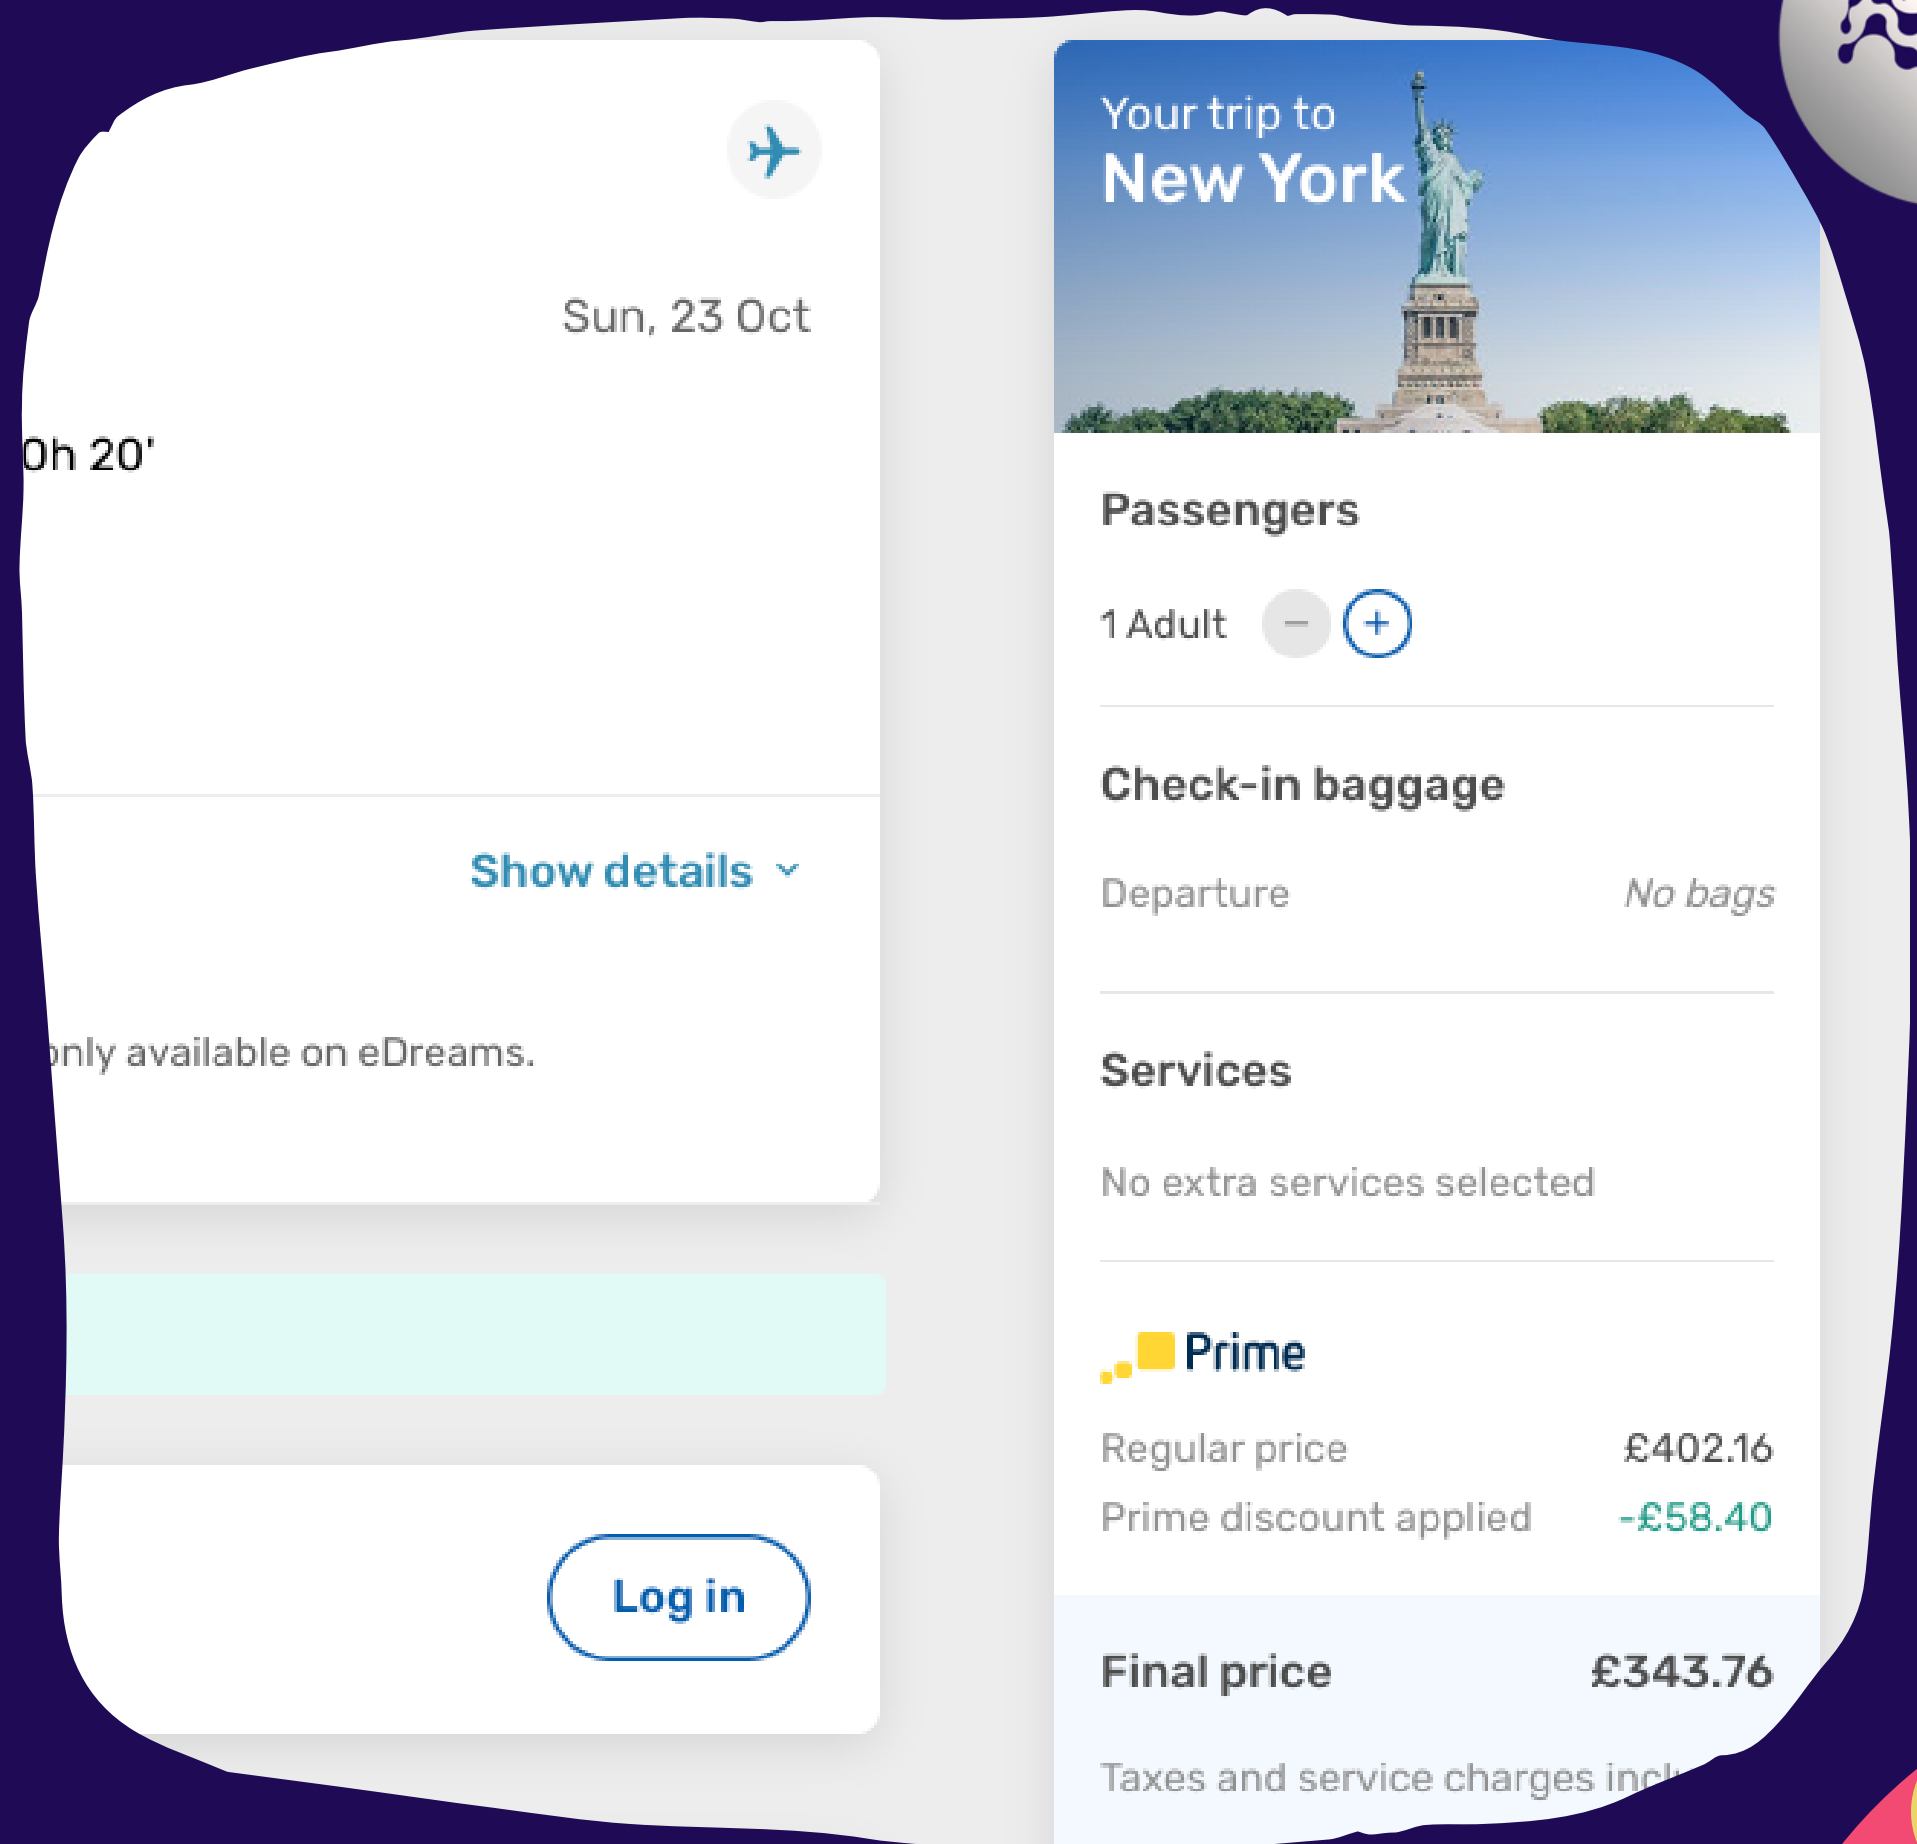 Sun, 23 Oct
0h 20'
Show details
only available on eDreams.
Log in
Your trip to
New York
Passengers
1 Adult
Check-in baggage
Departure No bags
Services
No extra services selected
Prime
Regular price £402.16
Prime discount applied -£58.40
Final price £343.76
Taxes and service charges